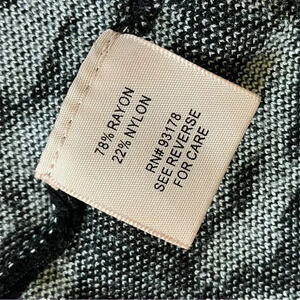 78% RAYON
22% NYLON
RN# 93178
SEE REVERSE
FOR CARE